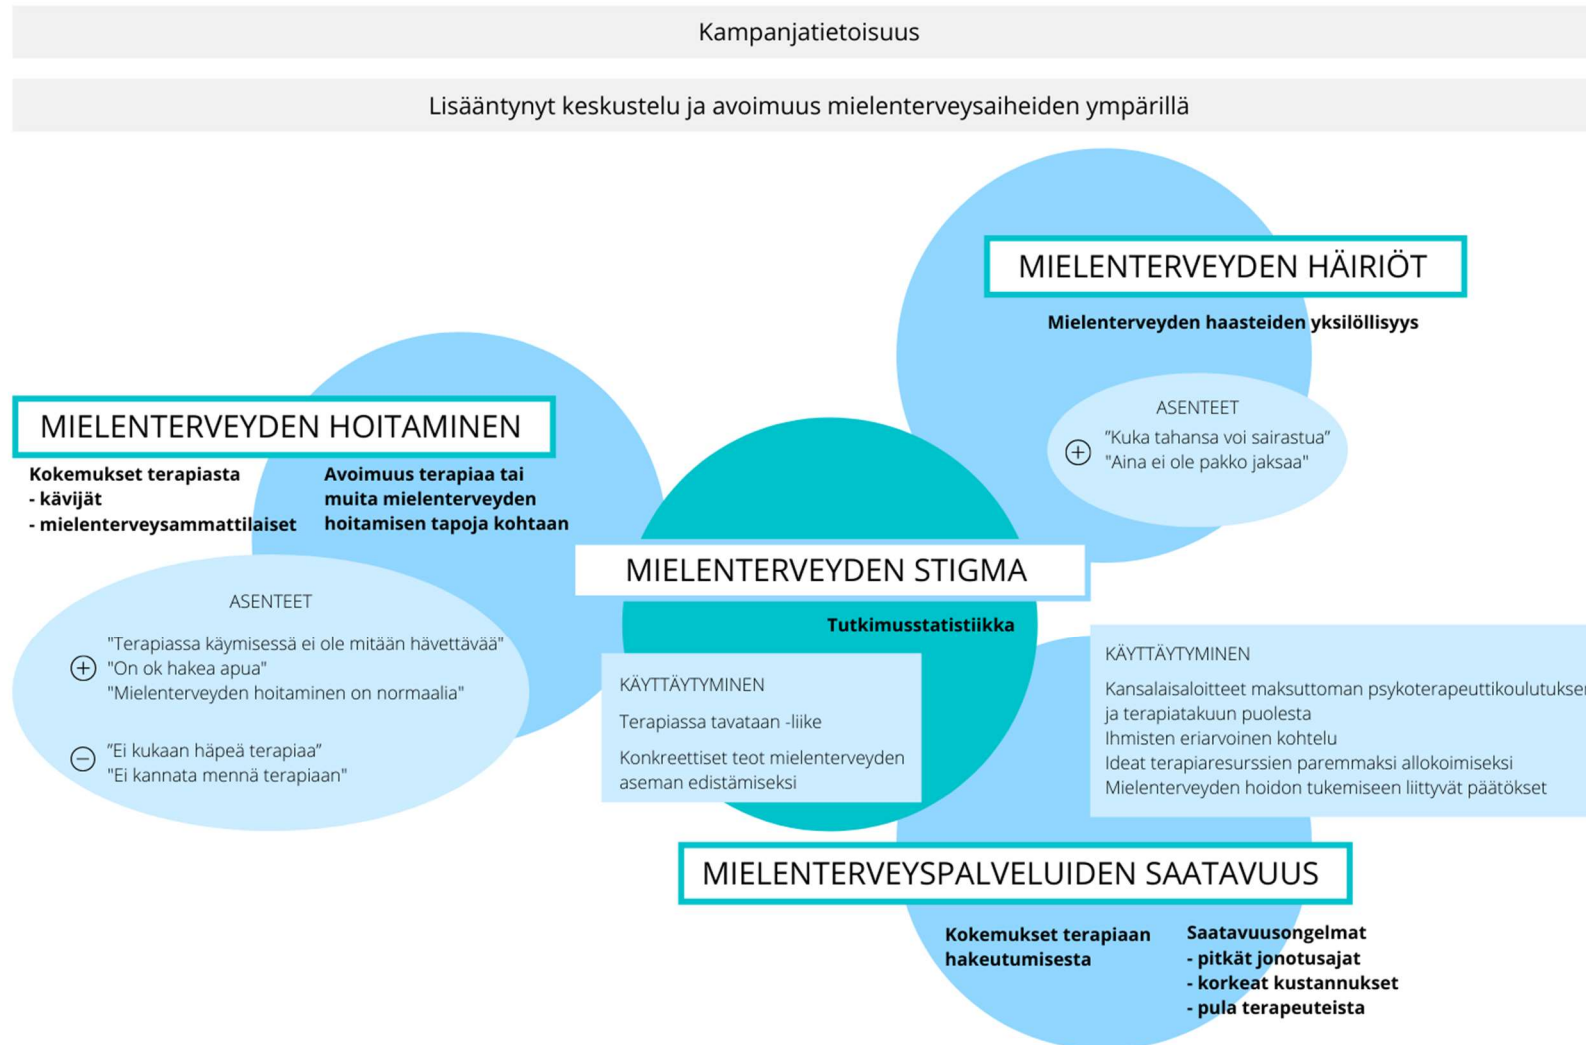 Kampanjatietoisuus
Lisääntynyt keskustelu ja avoimuus mielenterveysaiheiden ympärillä
MIELENTERVEYDEN HÄIRIÖT
Mielenterveyden haasteiden yksilöllisyys
ASENTEET
"Kuka tahansa voi sairastua"
"Aina ei ole pakko jaksaa"
MIELENTERVEYDEN HOITAMINEN
Kokemukset terapiasta
- kävijät
- mielenterveysammattilaiset
Avoimuus terapiaa tai
muita mielenterveyden
hoitamisen tapoja kohtaan
ASENTEET
"Terapiassa käymisessä ei ole mitään hävettävää"
"On ok hakea apua"
"Mielenterveyden hoitaminen on normaalia"
"Ei kukaan häpeä terapiaa"
"Ei kannata mennä terapiaan"
MIELENTERVEYDEN STIGMA
Tutkimusstatistiikka
KÄYTTÄYTYMINEN
Terapiassa tavataan -liike
Konkreettiset teot mielenterveyden
aseman edistämiseksi
KÄYTTÄYTYMINEN
Kansalaisaloitteet maksuttoman psykoterapeuttikoulutuksen
ja terapiatakuun puolesta
Ihmisten eriarvoinen kohtelu
Ideat terapiaresurssien paremmaksi allokoimiseksi
Mielenterveyden hoidon tukemiseen liittyvät päätökset
MIELENTERVEYSPALVELUIDEN SAATAVUUS
Kokemukset terapiaan
hakeutumisesta
Saatavuusongelmat
- pitkät jonotusajat
- korkeat kustannukset
- pula terapeuteista